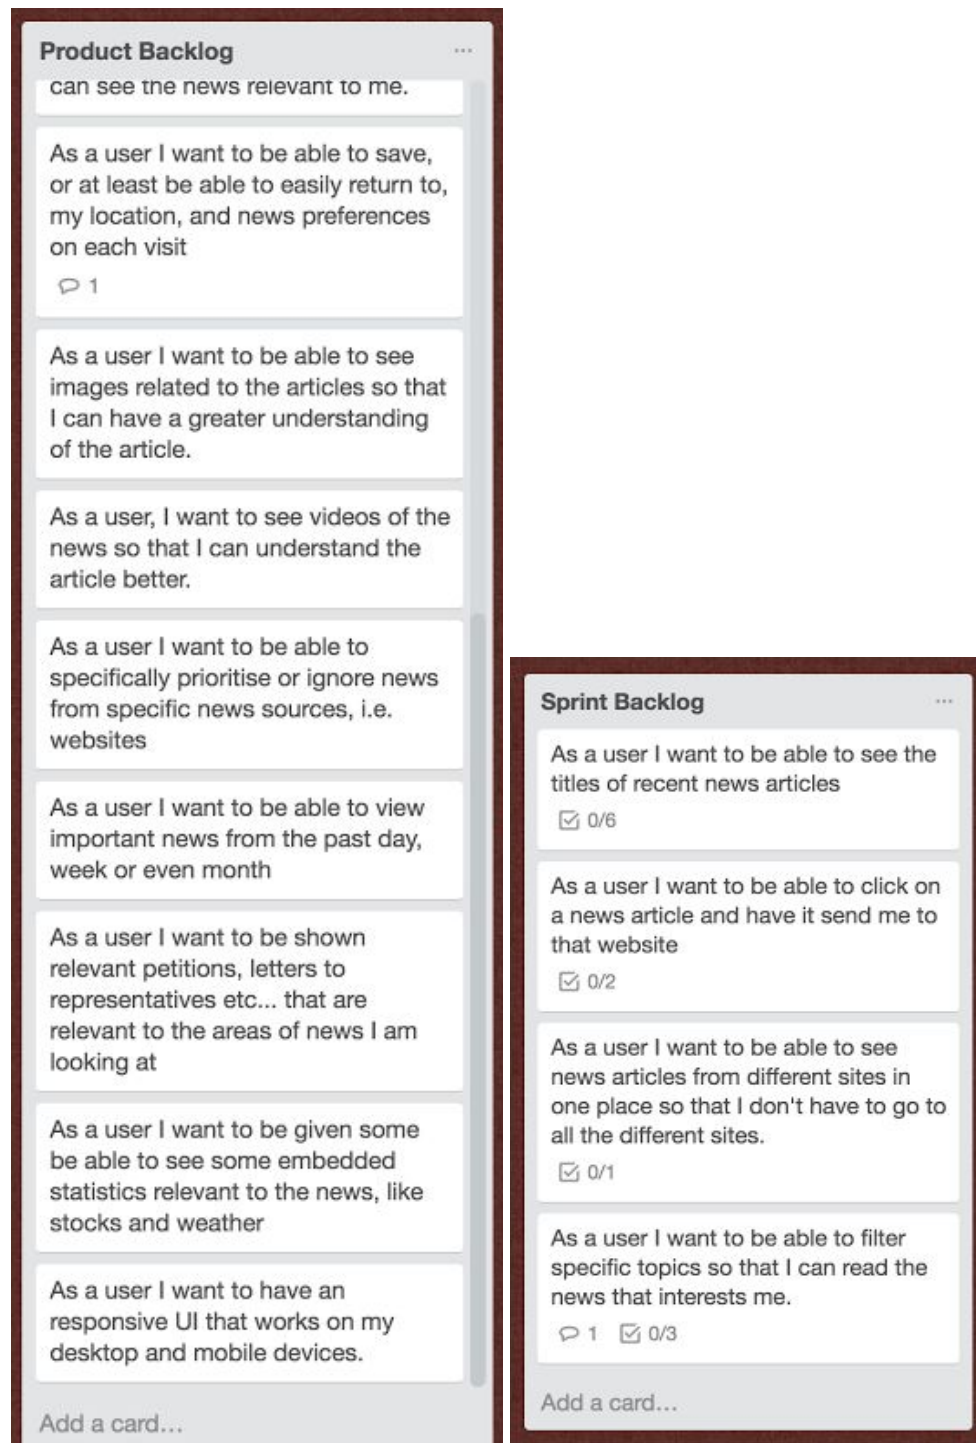 Product Backlog
can see the news relevant to me.
As a user I want to be able to save,
or at least be able to easily return to,
my location, and news preferences
on each visit
1
As a user I want to be able to see
images related to the articles so that
I can have a greater understanding
of the article.
As a user, I want to see videos of the
news so that I can understand the
article better.
As a user I want to be able to
specifically prioritise or ignore news
from specific news sources, i.e.
websites
As a user I want to be able to view
important news from the past day,
week or even month
As a user I want to be shown
relevant petitions, letters to
representatives etc... that are
relevant to the areas of news I am
looking at
As a user I want to be given some
be able to see some embedded
statistics relevant to the news, like
stocks and weather
As a user I want to have an
responsive UI that works on my
desktop and mobile devices.
Add a card...
Sprint Backlog
As a user I want to be able to see the
titles of recent news articles
0/6
As a user I want to be able to click on
a news article and have it send me to
that website
0/2
As a user I want to be able to see
news articles from different sites in
one place so that I don't have to go to
all the different sites.
0/1
As a user I want to be able to filter
specific topics so that I can read the
news that interests me.
1 0/3
Add a card...